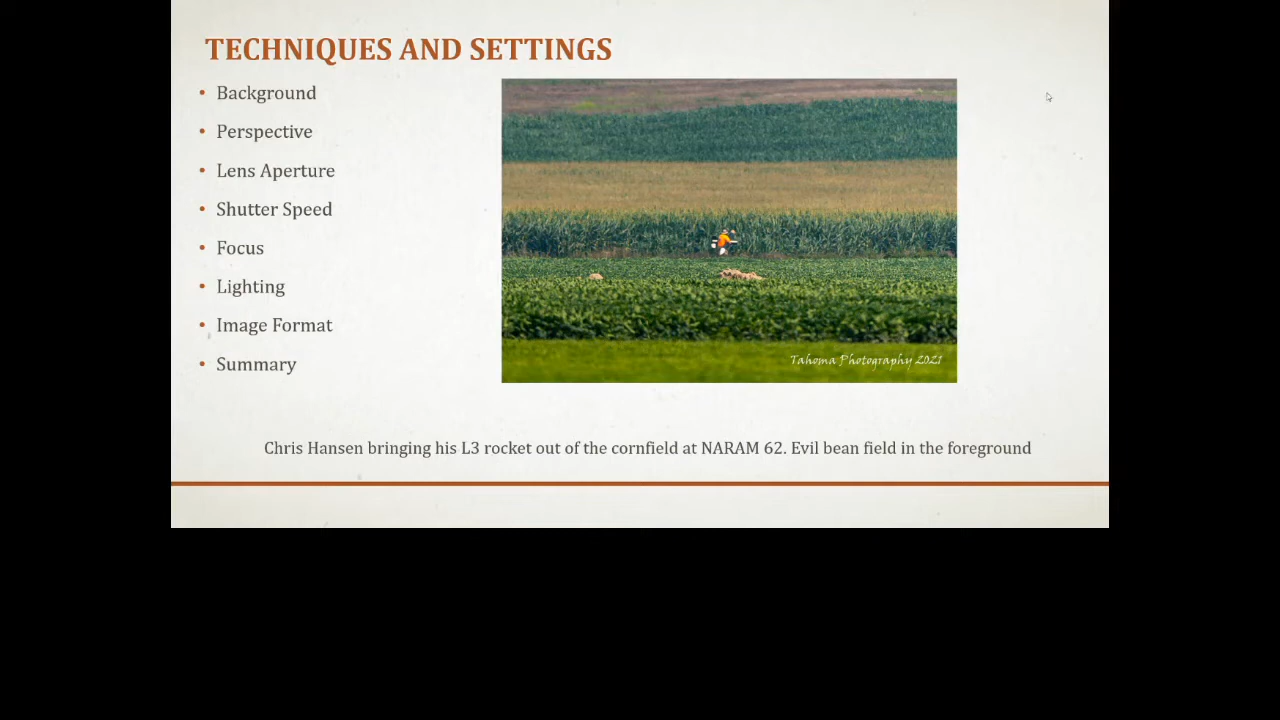 TECHNIQUES AND SETTINGS
• Background
• Perspective
• Lens Aperture
• Shutter Speed
• Focus
• Lighting
• Image Format
• Summary
Tahoma Photography 2021
Chris Hansen bringing his L3 rocket out of the cornfield at NARAM 62. Evil bean field in the foreground